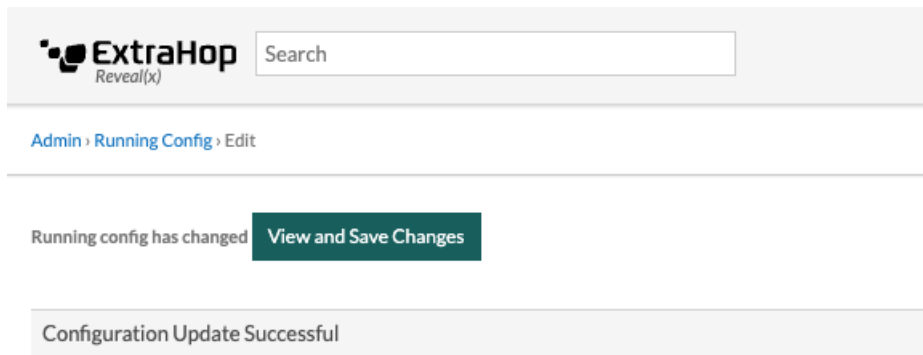 ExtraHop
Reveal(x)
Search
Admin › Running Config › Edit
Running config has changed View and Save Changes
Configuration Update Successful